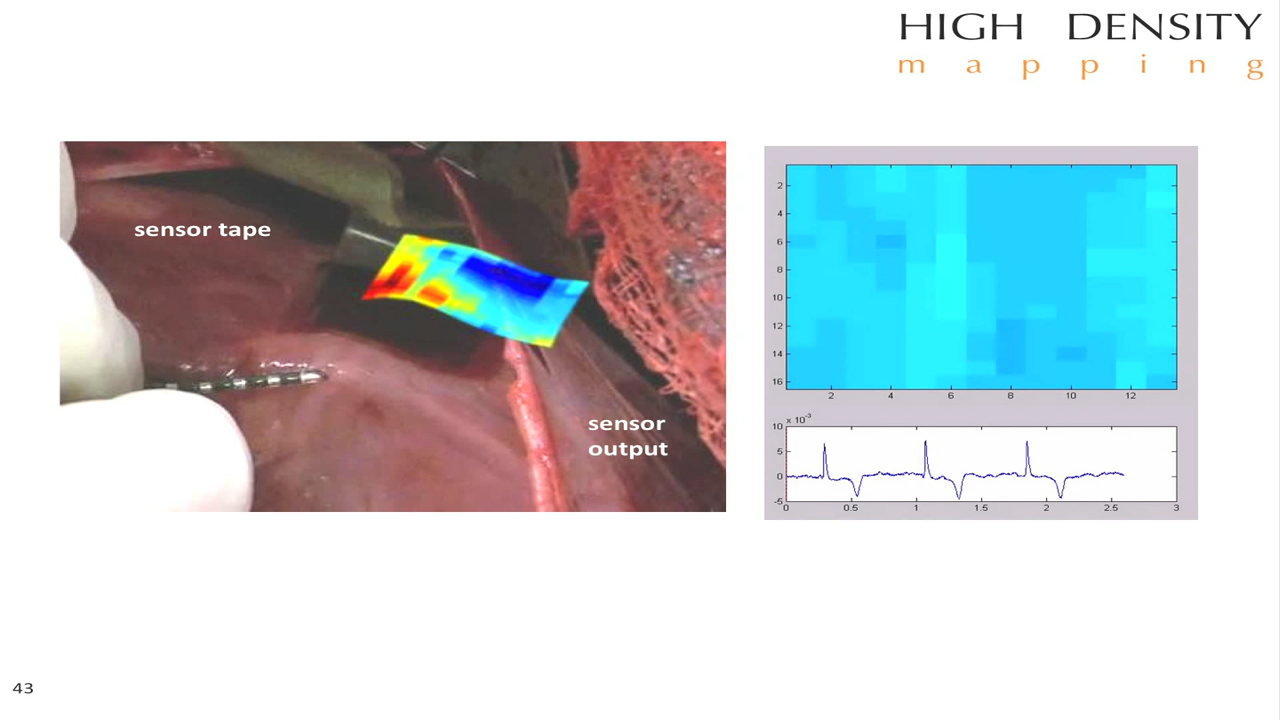 HIGH DENSITY
mapping
sensor tape
sensor
output
2
4
6
8
10
12
14
16
2 4 6 8 10 12
x 10⁻³
10
5
0
-5
0 0.5 1 1.5 2 2.5 3
43